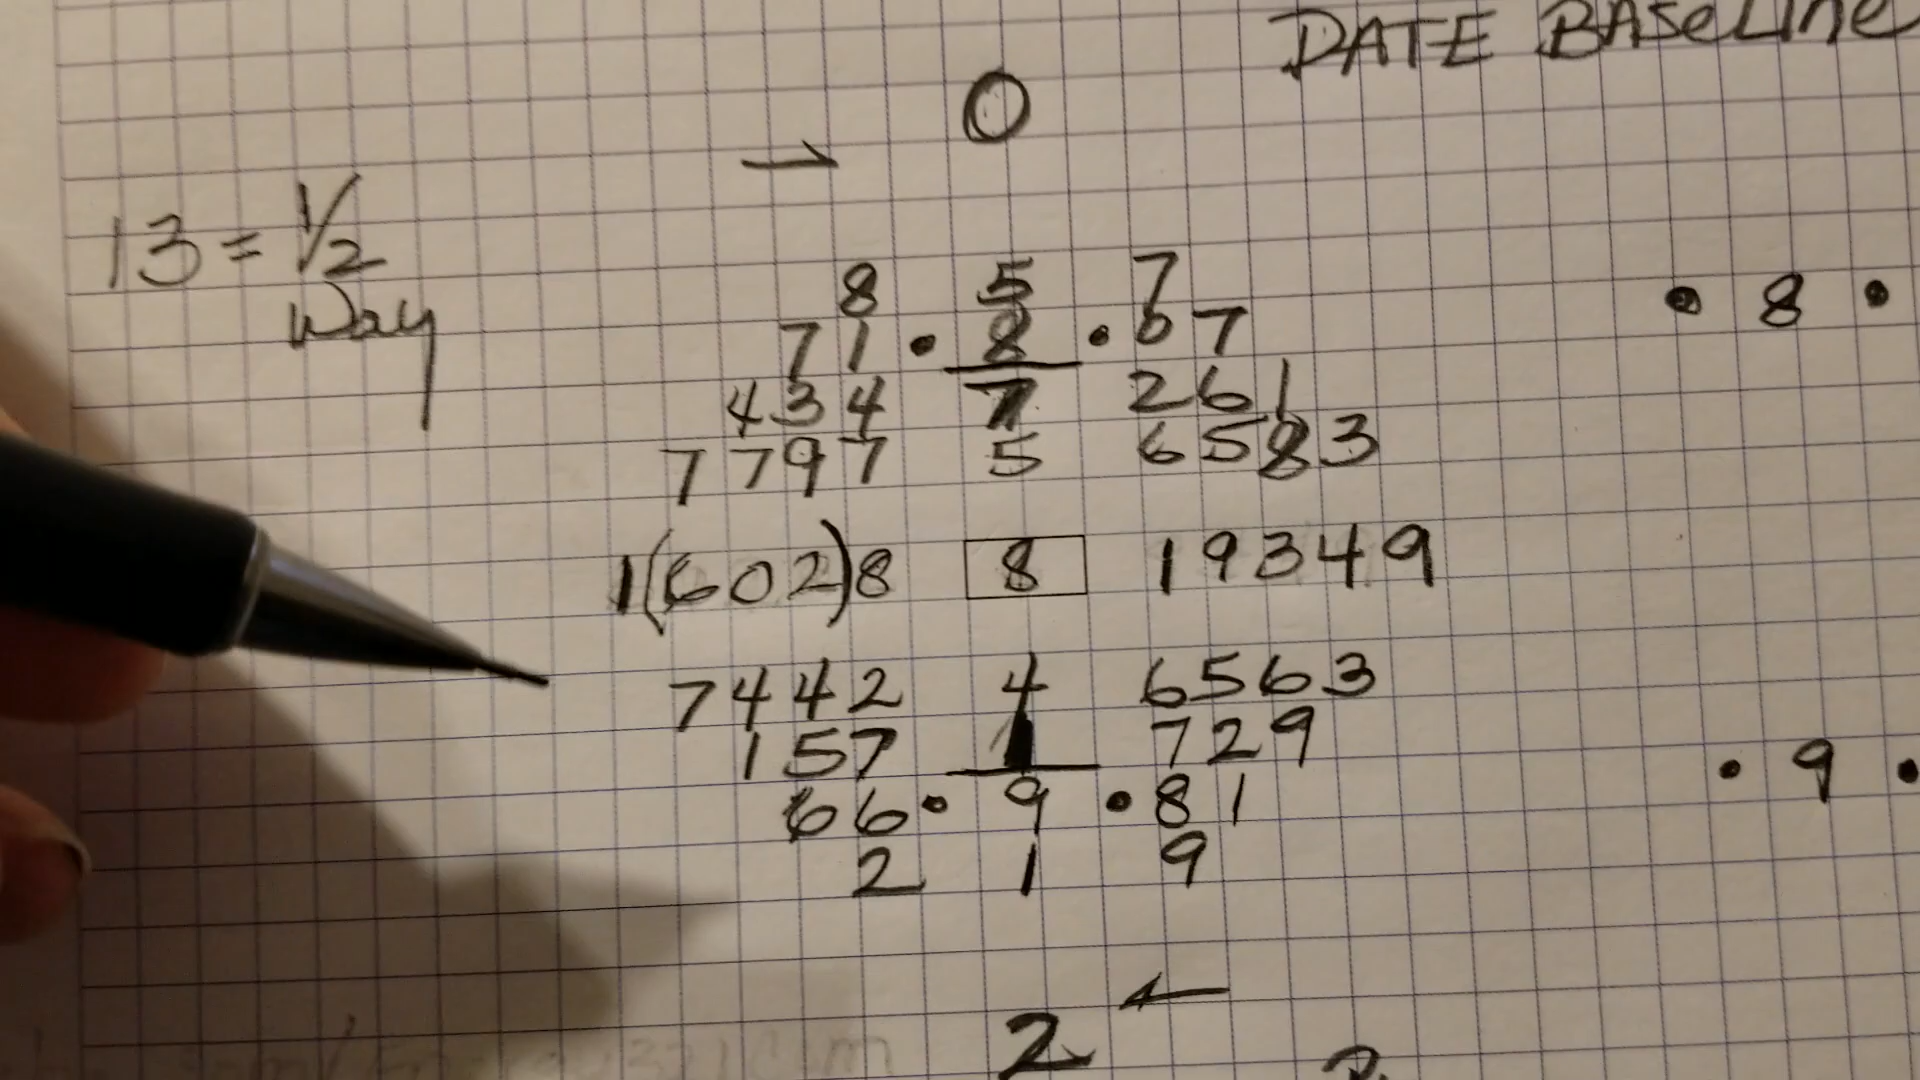 DATE BASELINE
0
13 = 1/2
Way
8 5 7
71 • 8 • 67
434 7 261
7797 5 6583
1(602)8 8 19349
7442 4 6563
157 1 729
66 • 9 • 81
2 1 9
2
• 8 •
• 9 •